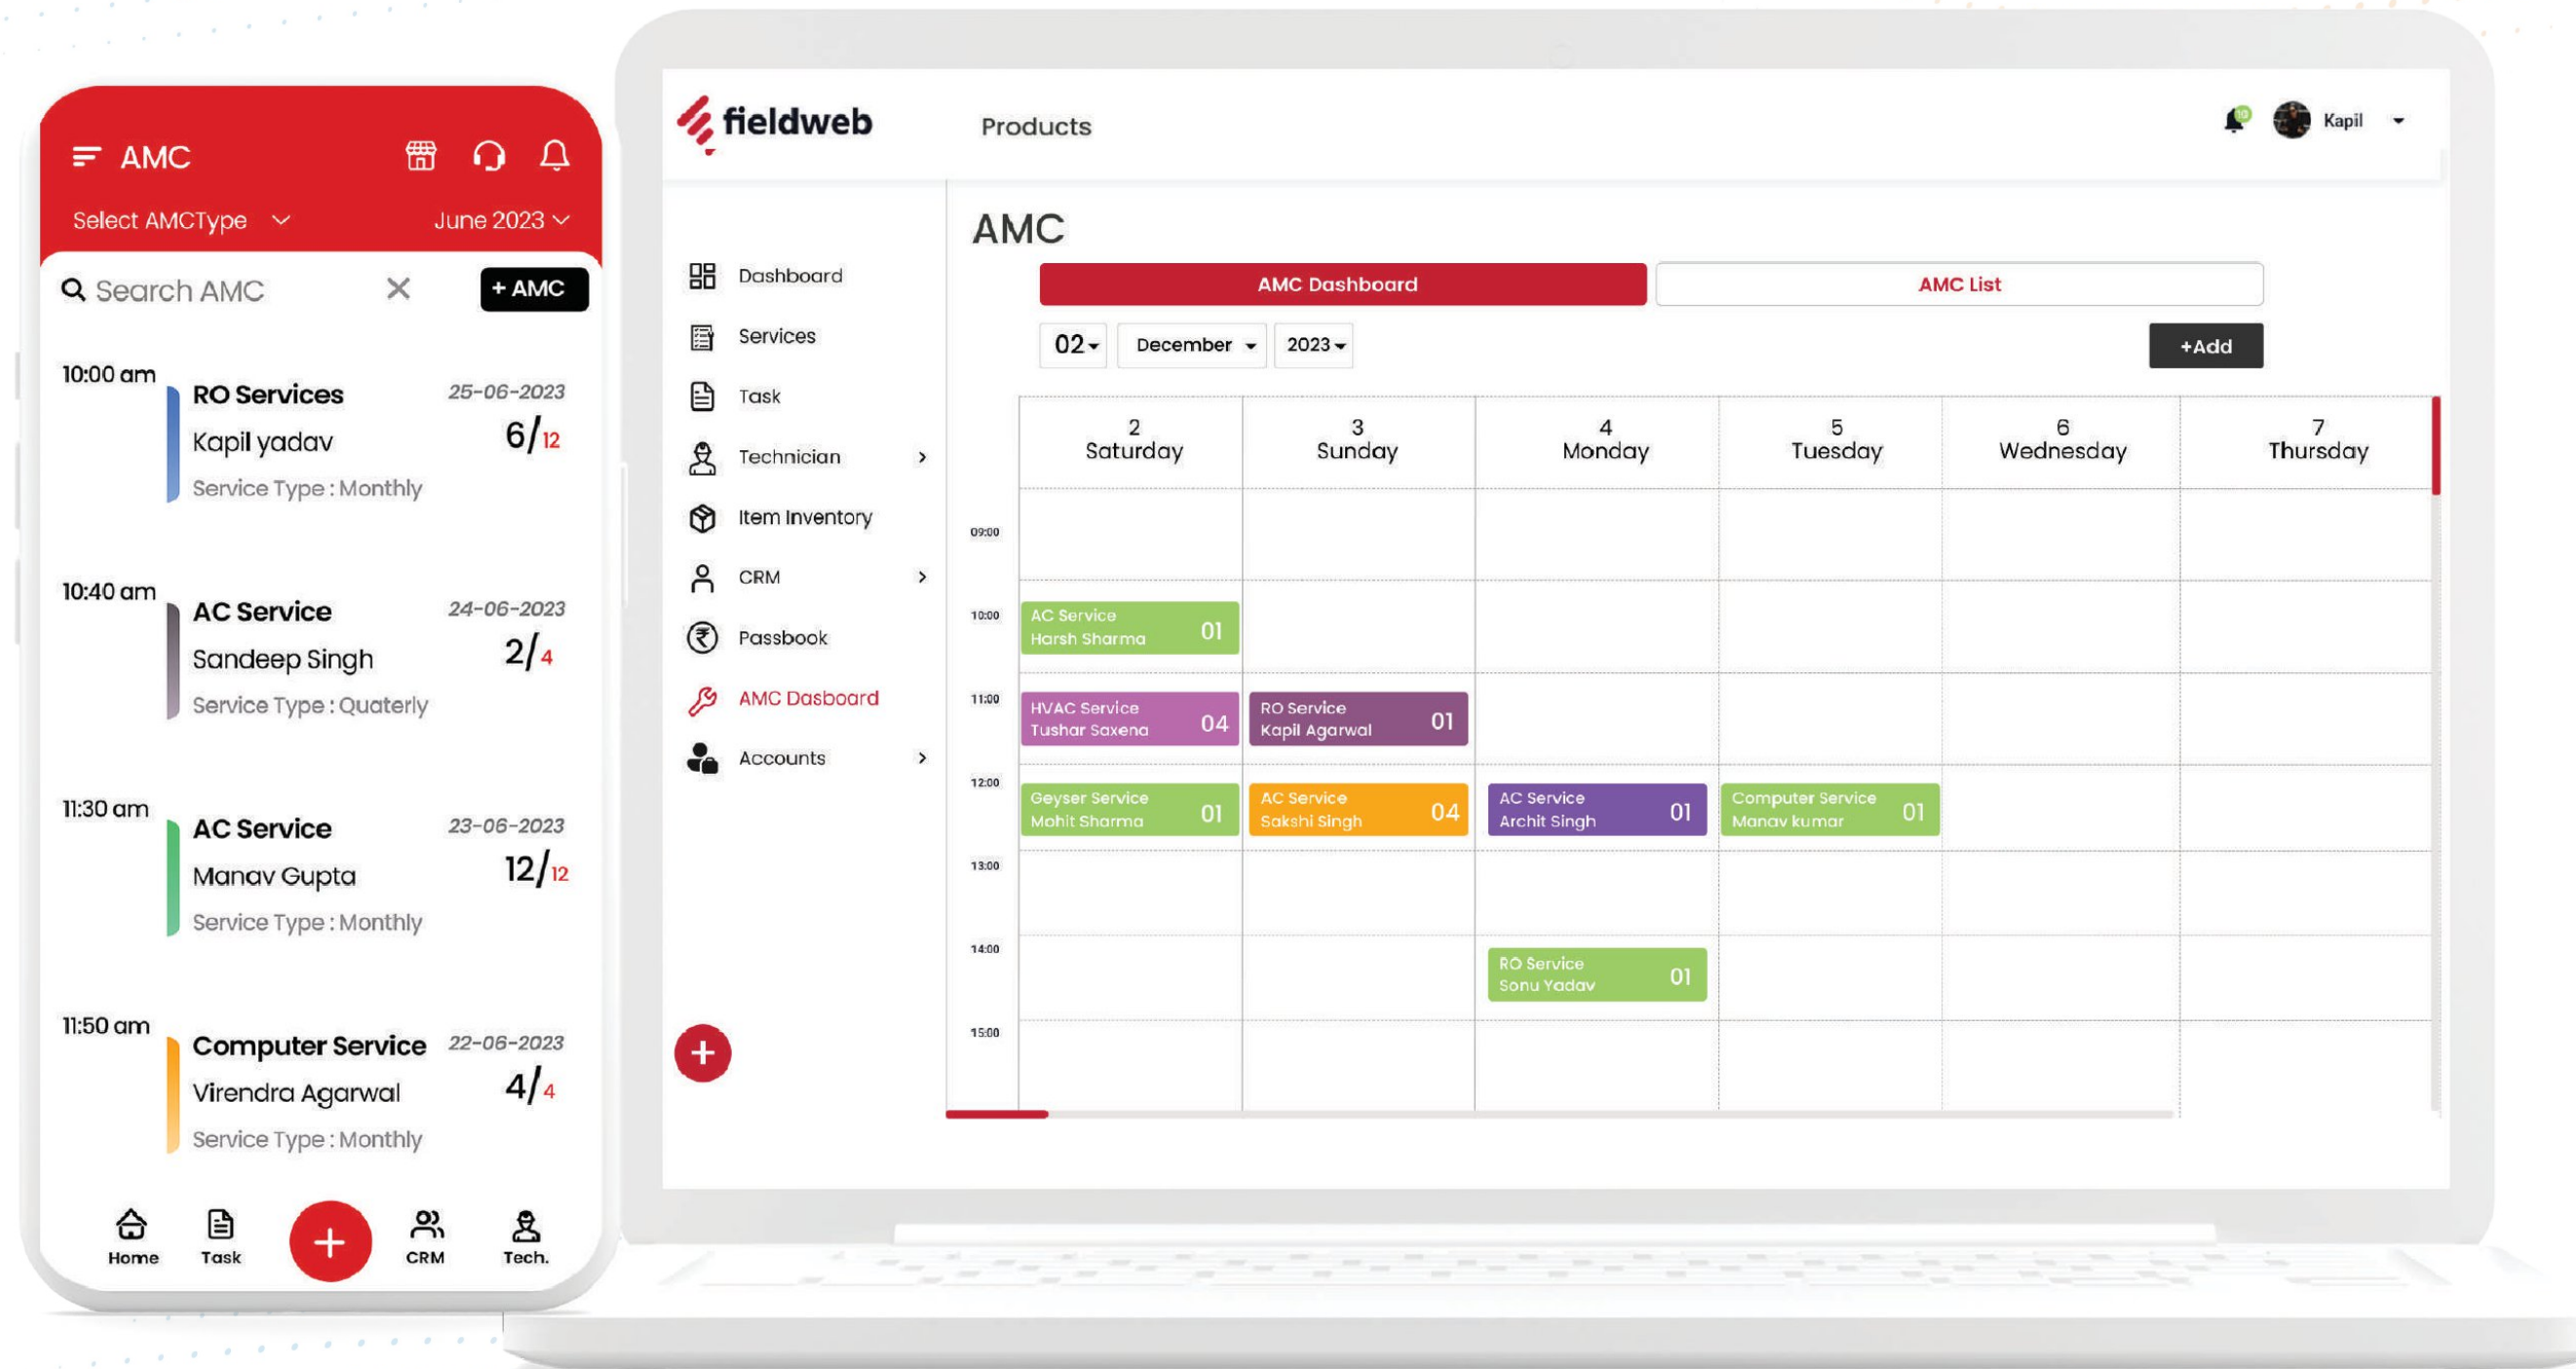 AMC
Select AMCType
June 2023
Search AMC
+ AMC
10:00 am
RO Services
25-06-2023
Kapil yadav
6/12
Service Type : Monthly
10:40 am
AC Service
24-06-2023
Sandeep Singh
2/4
Service Type : Quaterly
11:30 am
AC Service
23-06-2023
Manav Gupta
12/12
Service Type : Monthly
11:50 am
Computer Service
22-06-2023
Virendra Agarwal
4/4
Service Type : Monthly
Home
Task
+
CRM
Tech.
fieldweb
Products
Kapil
Dashboard
Services
Task
Technician
Item Inventory
CRM
Passbook
AMC Dasboard
Accounts
+
AMC
AMC Dashboard
AMC List
02
December
2023
+Add
2
Saturday
3
Sunday
4
Monday
5
Tuesday
6
Wednesday
7
Thursday
09:00
10:00
AC Service
Harsh Sharma
01
11:00
HVAC Service
Tushar Saxena
04
RO Service
Kapil Agarwal
01
12:00
Geyser Service
Mohit Sharma
01
AC Service
Sakshi Singh
04
AC Service
Archit Singh
01
Computer Service
Manav kumar
01
13:00
14:00
RO Service
Sonu Yadav
01
15:00